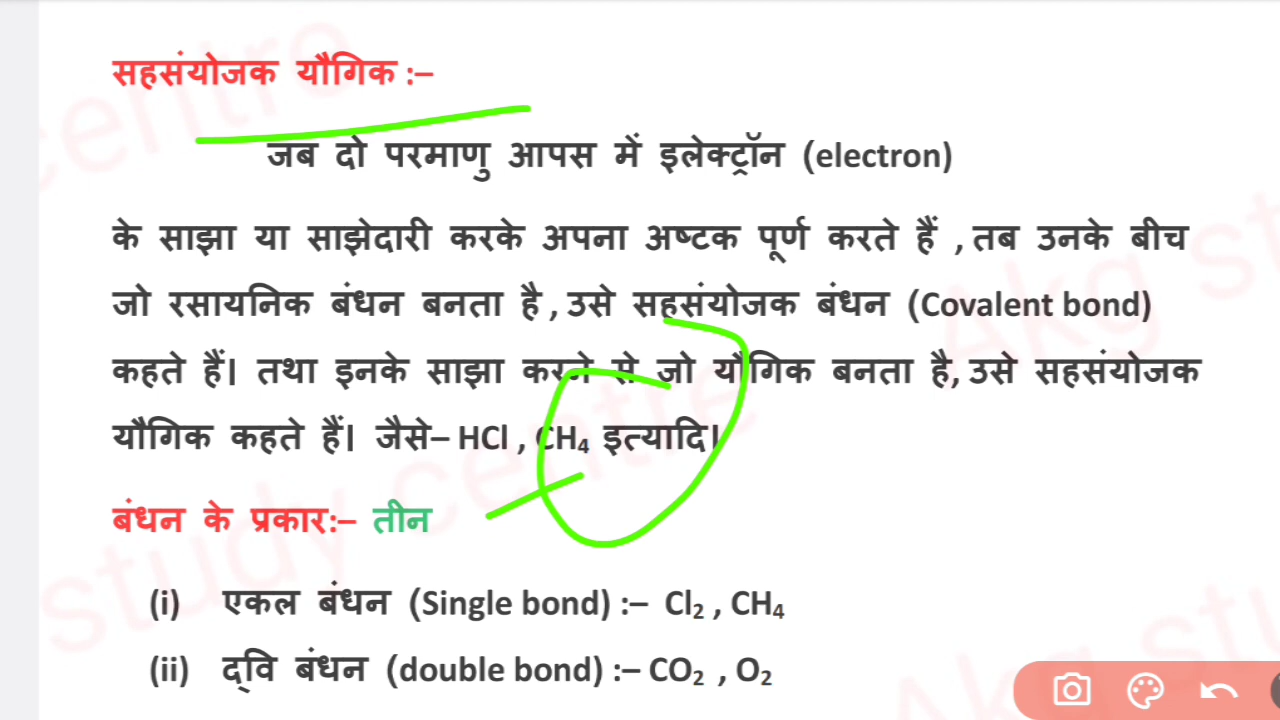 सहसंयोजक यौगिक :–
जब दो परमाणु आपस में इलेक्ट्रॉन (electron)
के साझा या साझेदारी करके अपना अष्टक पूर्ण करते हैं , तब उनके बीच
जो रसायनिक बंधन बनता है , उसे सहसंयोजक बंधन (Covalent bond)
कहते हैं। तथा इनके साझा करने से जो यौगिक बनता है, उसे सहसंयोजक
यौगिक कहते हैं। जैसे– HCl , CH₄ इत्यादि।
बंधन के प्रकार:– तीन
(i) एकल बंधन (Single bond) :– Cl₂ , CH₄
(ii) द्वि बंधन (double bond) :– CO₂ , O₂